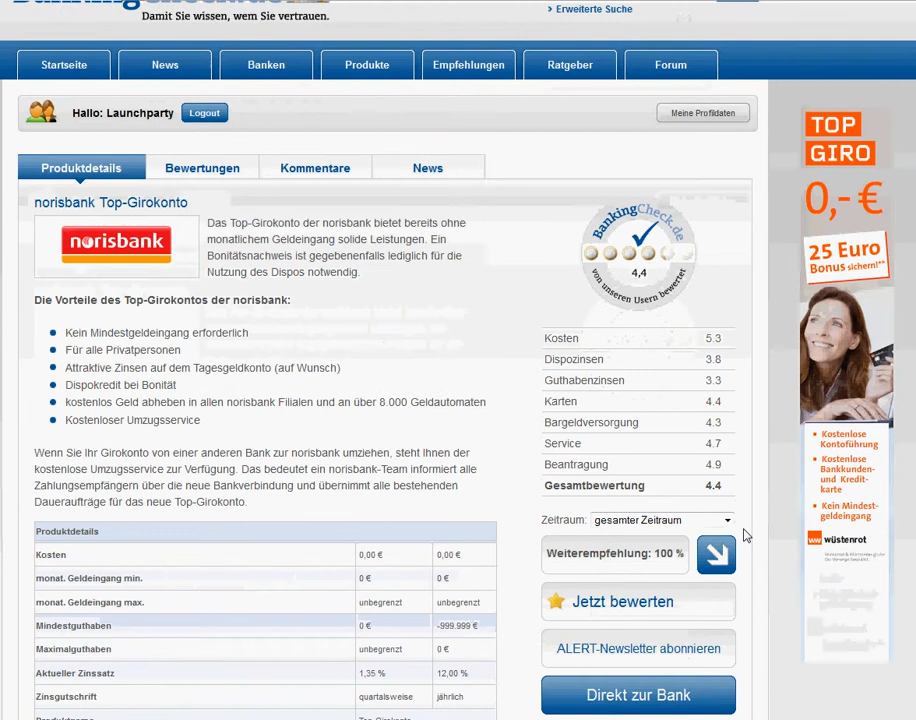 Damit Sie wissen, wem Sie vertrauen.
› Erweiterte Suche
Startseite
News
Banken
Produkte
Empfehlungen
Ratgeber
Forum
Hallo: Launchparty
Logout
Meine Profildaten
Produktdetails
Bewertungen
Kommentare
News
norisbank Top-Girokonto
norisbank
Das Top-Girokonto der norisbank bietet bereits ohne
monatlichem Geldeingang solide Leistungen. Ein
Bonitätsnachweis ist gegebenenfalls lediglich für die
Nutzung des Dispos notwendig.
Die Vorteile des Top-Girokontos der norisbank:
Kein Mindestgeldeingang erforderlich
Für alle Privatpersonen
Attraktive Zinsen auf dem Tagesgeldkonto (auf Wunsch)
Dispokredit bei Bonität
kostenlos Geld abheben in allen norisbank Filialen und an über 8.000 Geldautomaten
Kostenloser Umzugsservice
Wenn Sie Ihr Girokonto von einer anderen Bank zur norisbank umziehen, steht Ihnen der
kostenlose Umzugsservice zur Verfügung. Das bedeutet ein norisbank-Team informiert alle
Zahlungsempfängern über die neue Bankverbindung und übernimmt alle bestehenden
Daueraufträge für das neue Top-Girokonto.
Produktdetails
Kosten 0,00 € 0,00 €
monat. Geldeingang min. 0 € 0 €
monat. Geldeingang max. unbegrenzt unbegrenzt
Mindestguthaben 0 € -999.999 €
Maximalguthaben unbegrenzt 0 €
Aktueller Zinssatz 1,35 % 12,00 %
Zinsgutschrift quartalsweise jährlich
BankingCheck.de
4,4
von unseren Usern bewertet
Kosten 5.3
Dispozinsen 3.8
Guthabenzinsen 3.3
Karten 4.4
Bargeldversorgung 4.3
Service 4.7
Beantragung 4.9
Gesamtbewertung 4.4
Zeitraum: gesamter Zeitraum
Weiterempfehlung: 100 %
Jetzt bewerten
ALERT-Newsletter abonnieren
Direkt zur Bank
TOP
GIRO
0,- €
25 Euro
Bonus sichern!**
• Kostenlose
Kontoführung
• Kostenlose
Bankkunden-
und Kredit-
karte
• Kein Mindest-
geldeingang
ww wüstenrot